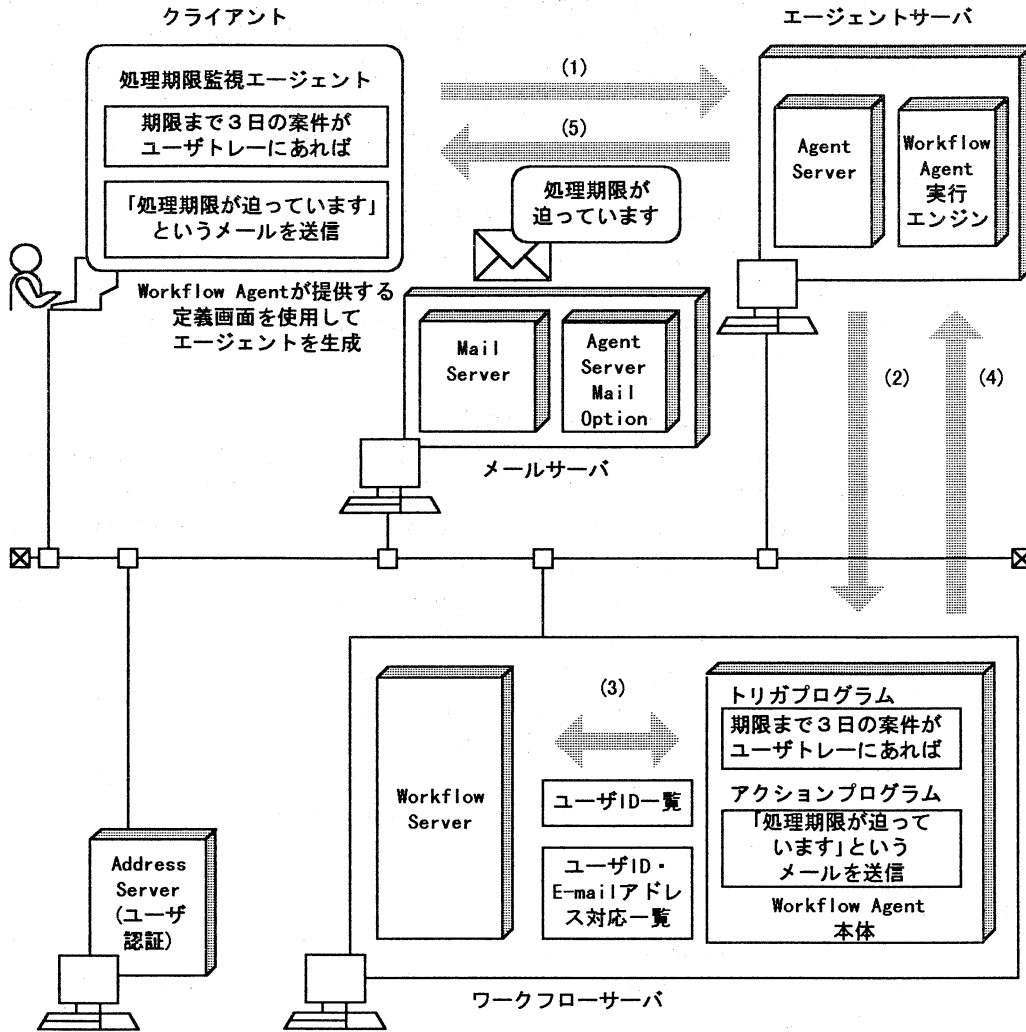 クライアント
エージェントサーバ
処理期限監視エージェント
期限まで３日の案件が
ユーザトレーにあれば
「処理期限が迫っています」
というメールを送信
Workflow Agentが提供する
定義画面を使用して
エージェントを生成
(1)
(5)
処理期限が
迫っています
Agent
Server
Workflow
Agent
実行
エンジン
Mail
Server
Agent
Server
Mail
Option
メールサーバ
(2)
(4)
Address
Server
(ユーザ
認証)
Workflow
Server
(3)
ユーザID一覧
ユーザID・
E-mailアドレ
ス対応一覧
トリガプログラム
期限まで３日の案件が
ユーザトレーにあれば
アクションプログラム
「処理期限が迫って
います」という
メールを送信
Workflow Agent
本体
ワークフローサーバ